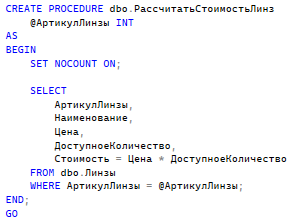 CREATE PROCEDURE dbo.РассчитатьСтоимостьЛинз
    @АртикулЛинзы INT
AS
BEGIN
    SET NOCOUNT ON;

    SELECT
        АртикулЛинзы,
        Наименование,
        Цена,
        ДоступноеКоличество,
        Стоимость = Цена * ДоступноеКоличество
    FROM dbo.Линзы
    WHERE АртикулЛинзы = @АртикулЛинзы;
END;
GO